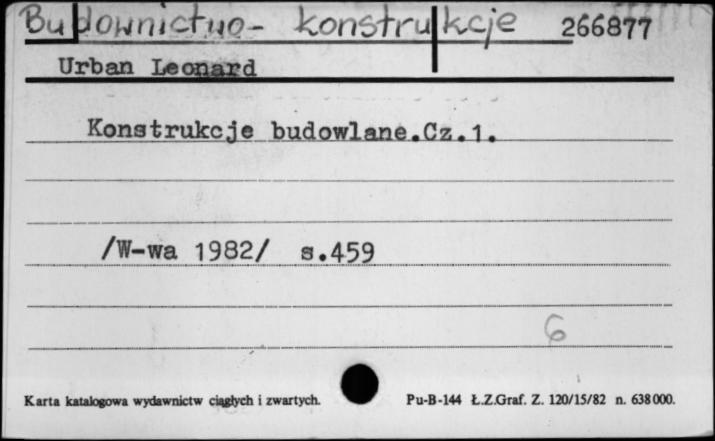 Budownictwo - konstrukcje 266877
Urban Leonard
Konstrukcje budowlane.Cz.1.
/W-wa 1982/ s.459
6
Karta katalogowa wydawnictw ciągłych i zwartych. Pu-B-144 Ł.Z.Graf. Z. 120/15/82 n. 638000.